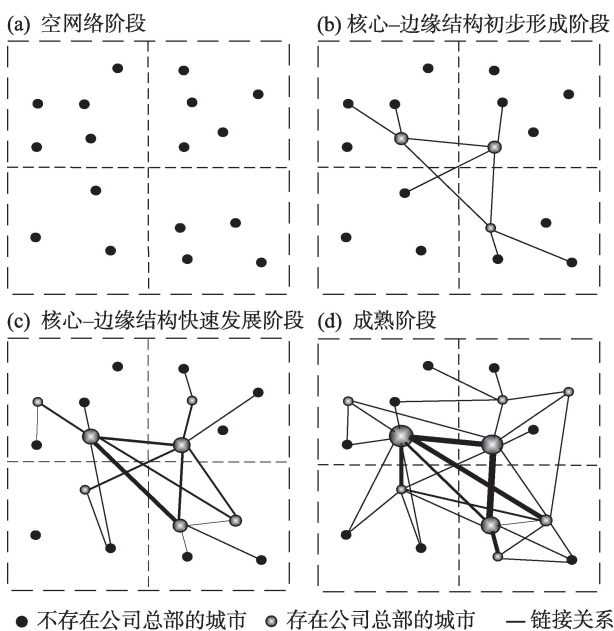 (a) 空网络阶段
(b) 核心–边缘结构初步形成阶段
(c) 核心–边缘结构快速发展阶段
(d) 成熟阶段
不存在公司总部的城市 存在公司总部的城市 链接关系